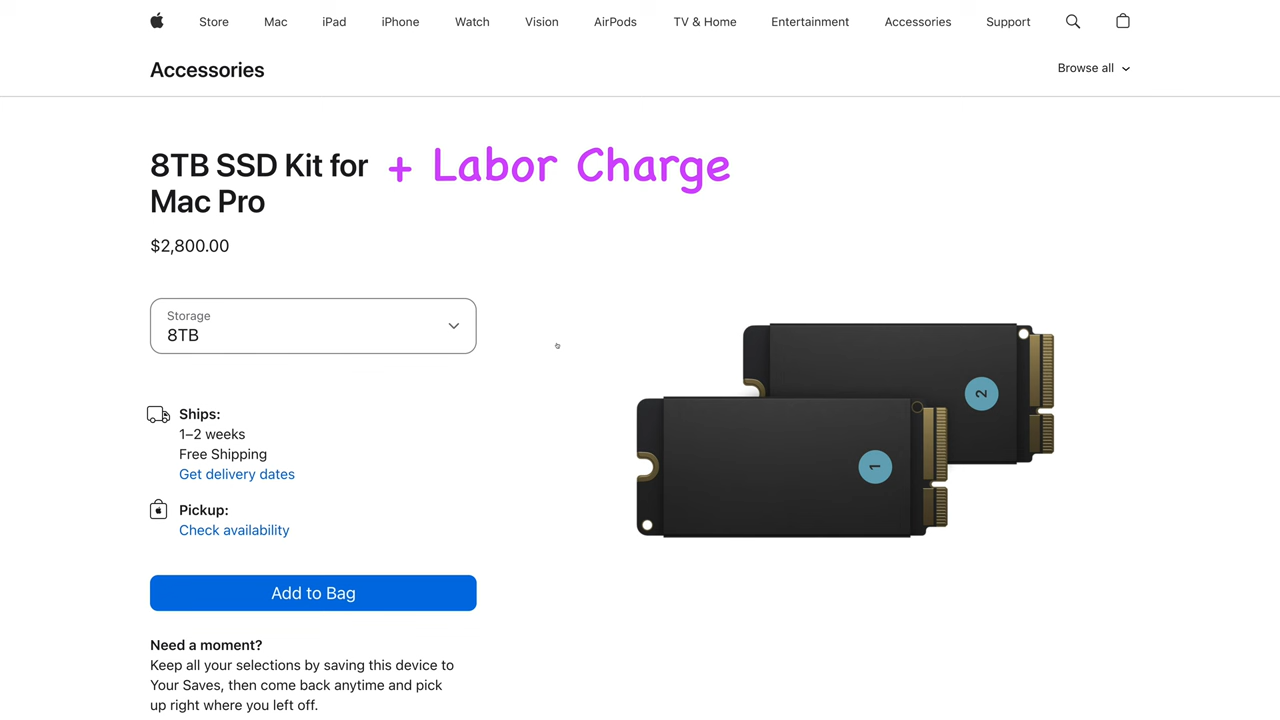 Store Mac iPad iPhone Watch Vision AirPods TV & Home Entertainment Accessories Support
Accessories
Browse all
8TB SSD Kit for + Labor Charge
Mac Pro
$2,800.00
Storage
8TB
Ships:
1–2 weeks
Free Shipping
Get delivery dates
Pickup:
Check availability
Add to Bag
Need a moment?
Keep all your selections by saving this device to
Your Saves, then come back anytime and pick
up right where you left off.
2
1